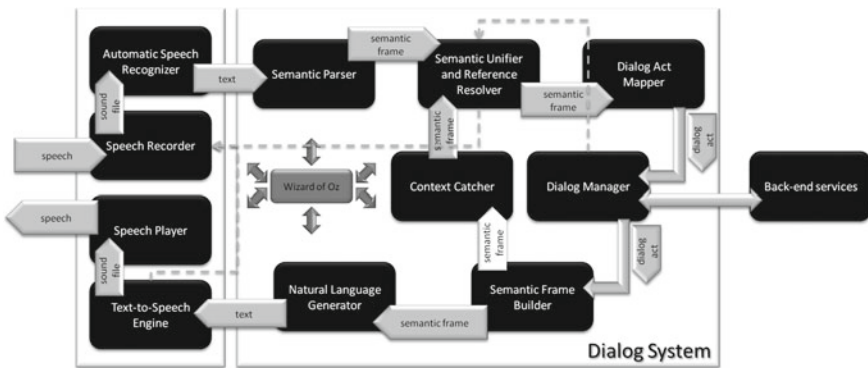 Automatic Speech
Recognizer
text
Semantic Parser
semantic
frame
Semantic Unifier
and Reference
Resolver
semantic
frame
Dialog Act
Mapper
sound
file
semantic
frame
dialog
act
speech
Speech Recorder
Wizard of Oz
Context Catcher
Dialog Manager
Back-end services
speech
Speech Player
semantic
frame
dialog
act
sound
file
Text-to-Speech
Engine
text
Natural Language
Generator
semantic frame
Semantic Frame
Builder
Dialog System